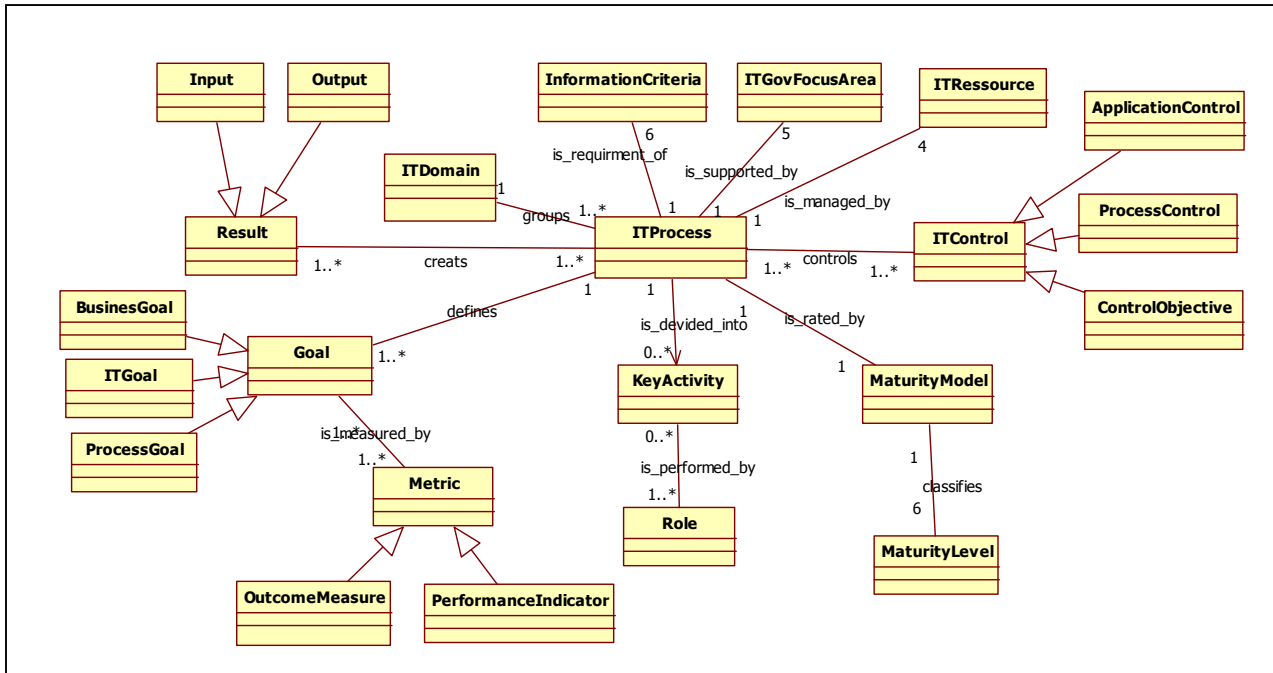 Input
Output
InformationCriteria
ITGovFocusArea
ITRessource
ApplicationControl
6
5
4
is_requirment_of
is_supported_by
ITDomain
1
groups
1..*
1
1
1
is_managed_by
ProcessControl
Result
ITProcess
ITControl
1..*
creats
1..*
1..*
controls
1..*
BusinesGoal
defines
1
1
1
ControlObjective
is_devided_into
is_rated_by
Goal
1..*
0..*
1
ITGoal
KeyActivity
MaturityModel
ProcessGoal
1..*
is_measured_by
1..*
0..*
is_performed_by
1..*
1
classifies
6
Metric
Role
MaturityLevel
OutcomeMeasure
PerformanceIndicator